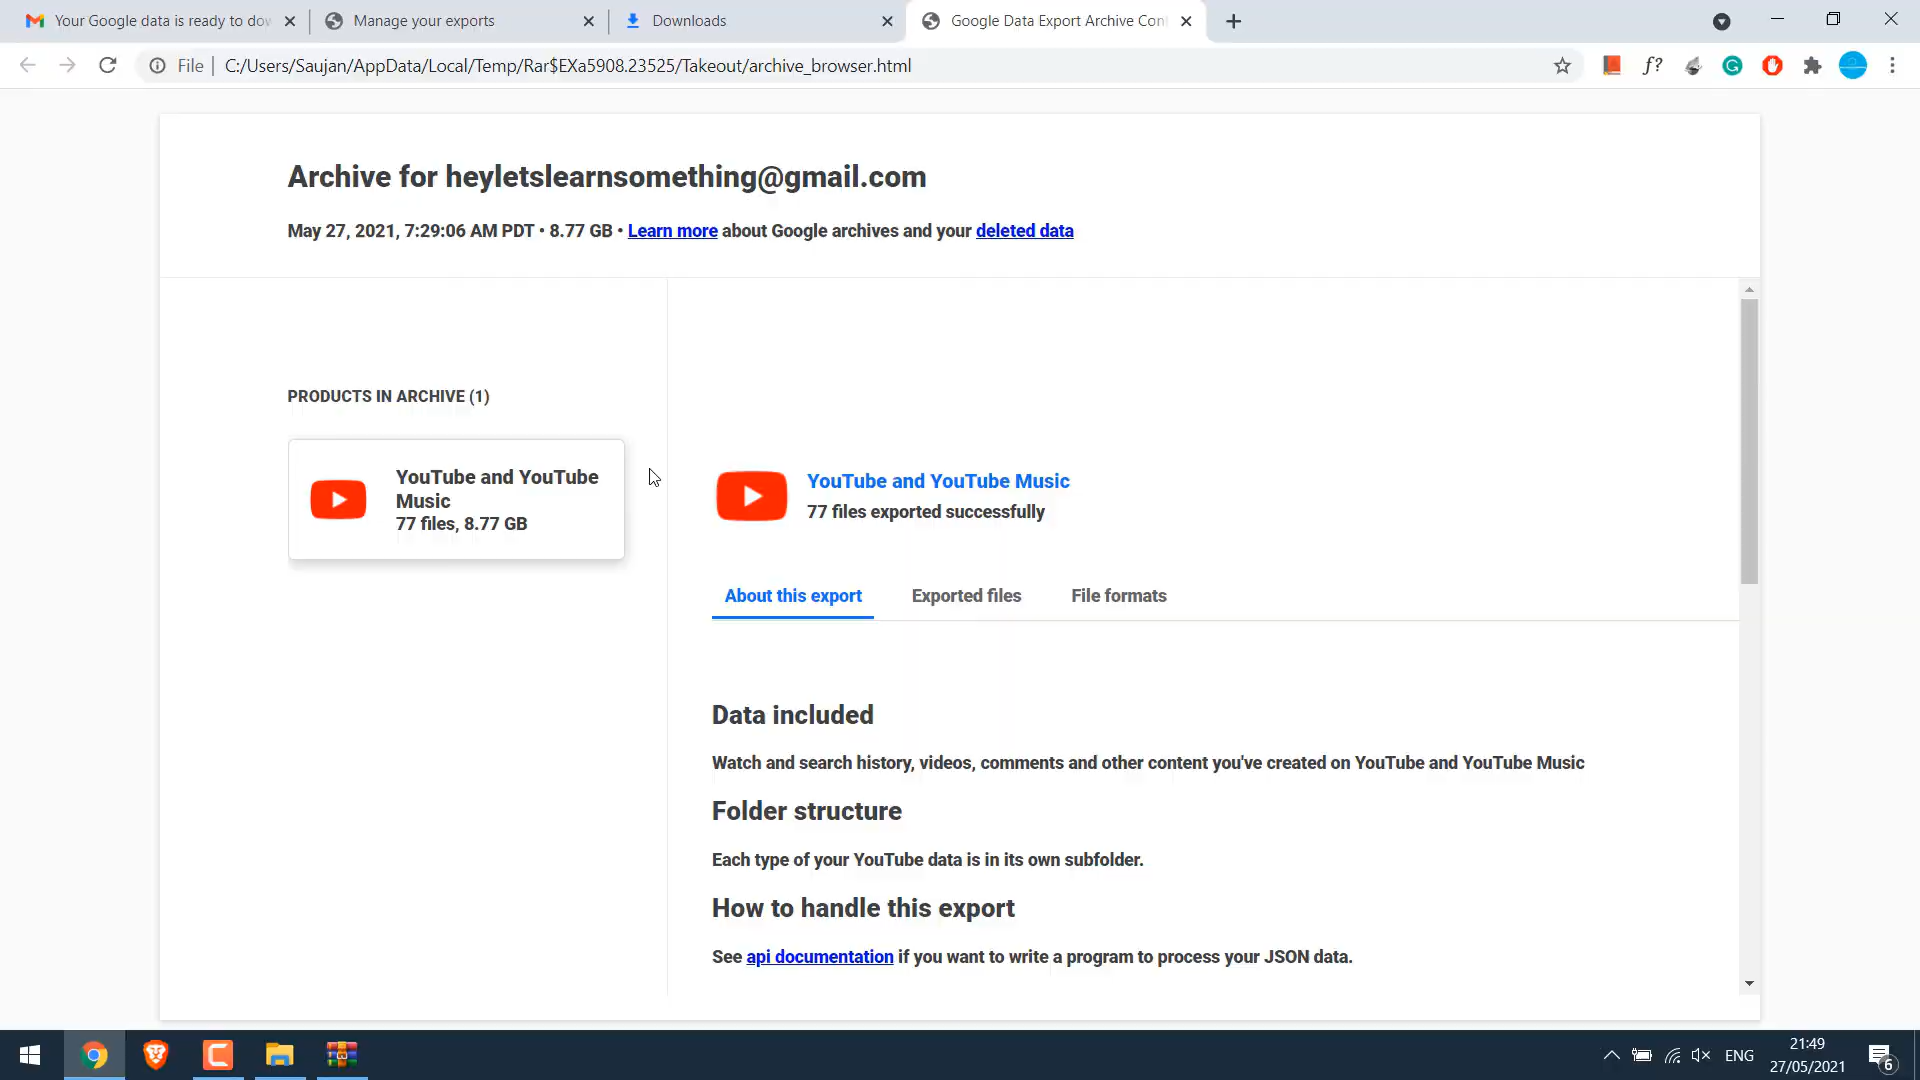 Your Google data is ready to dow
Manage your exports
Downloads
Google Data Export Archive Con
File
C:/Users/Saujan/AppData/Local/Temp/Rar$EXa5908.23525/Takeout/archive_browser.html
f?
Archive for heyletslearnsomething@gmail.com
May 27, 2021, 7:29:06 AM PDT • 8.77 GB • Learn more about Google archives and your deleted data
PRODUCTS IN ARCHIVE (1)
YouTube and YouTube
Music
77 files, 8.77 GB
YouTube and YouTube Music
77 files exported successfully
About this export
Exported files
File formats
Data included
Watch and search history, videos, comments and other content you've created on YouTube and YouTube Music
Folder structure
Each type of your YouTube data is in its own subfolder.
How to handle this export
See api documentation if you want to write a program to process your JSON data.
ENG
21:49
27/05/2021
6